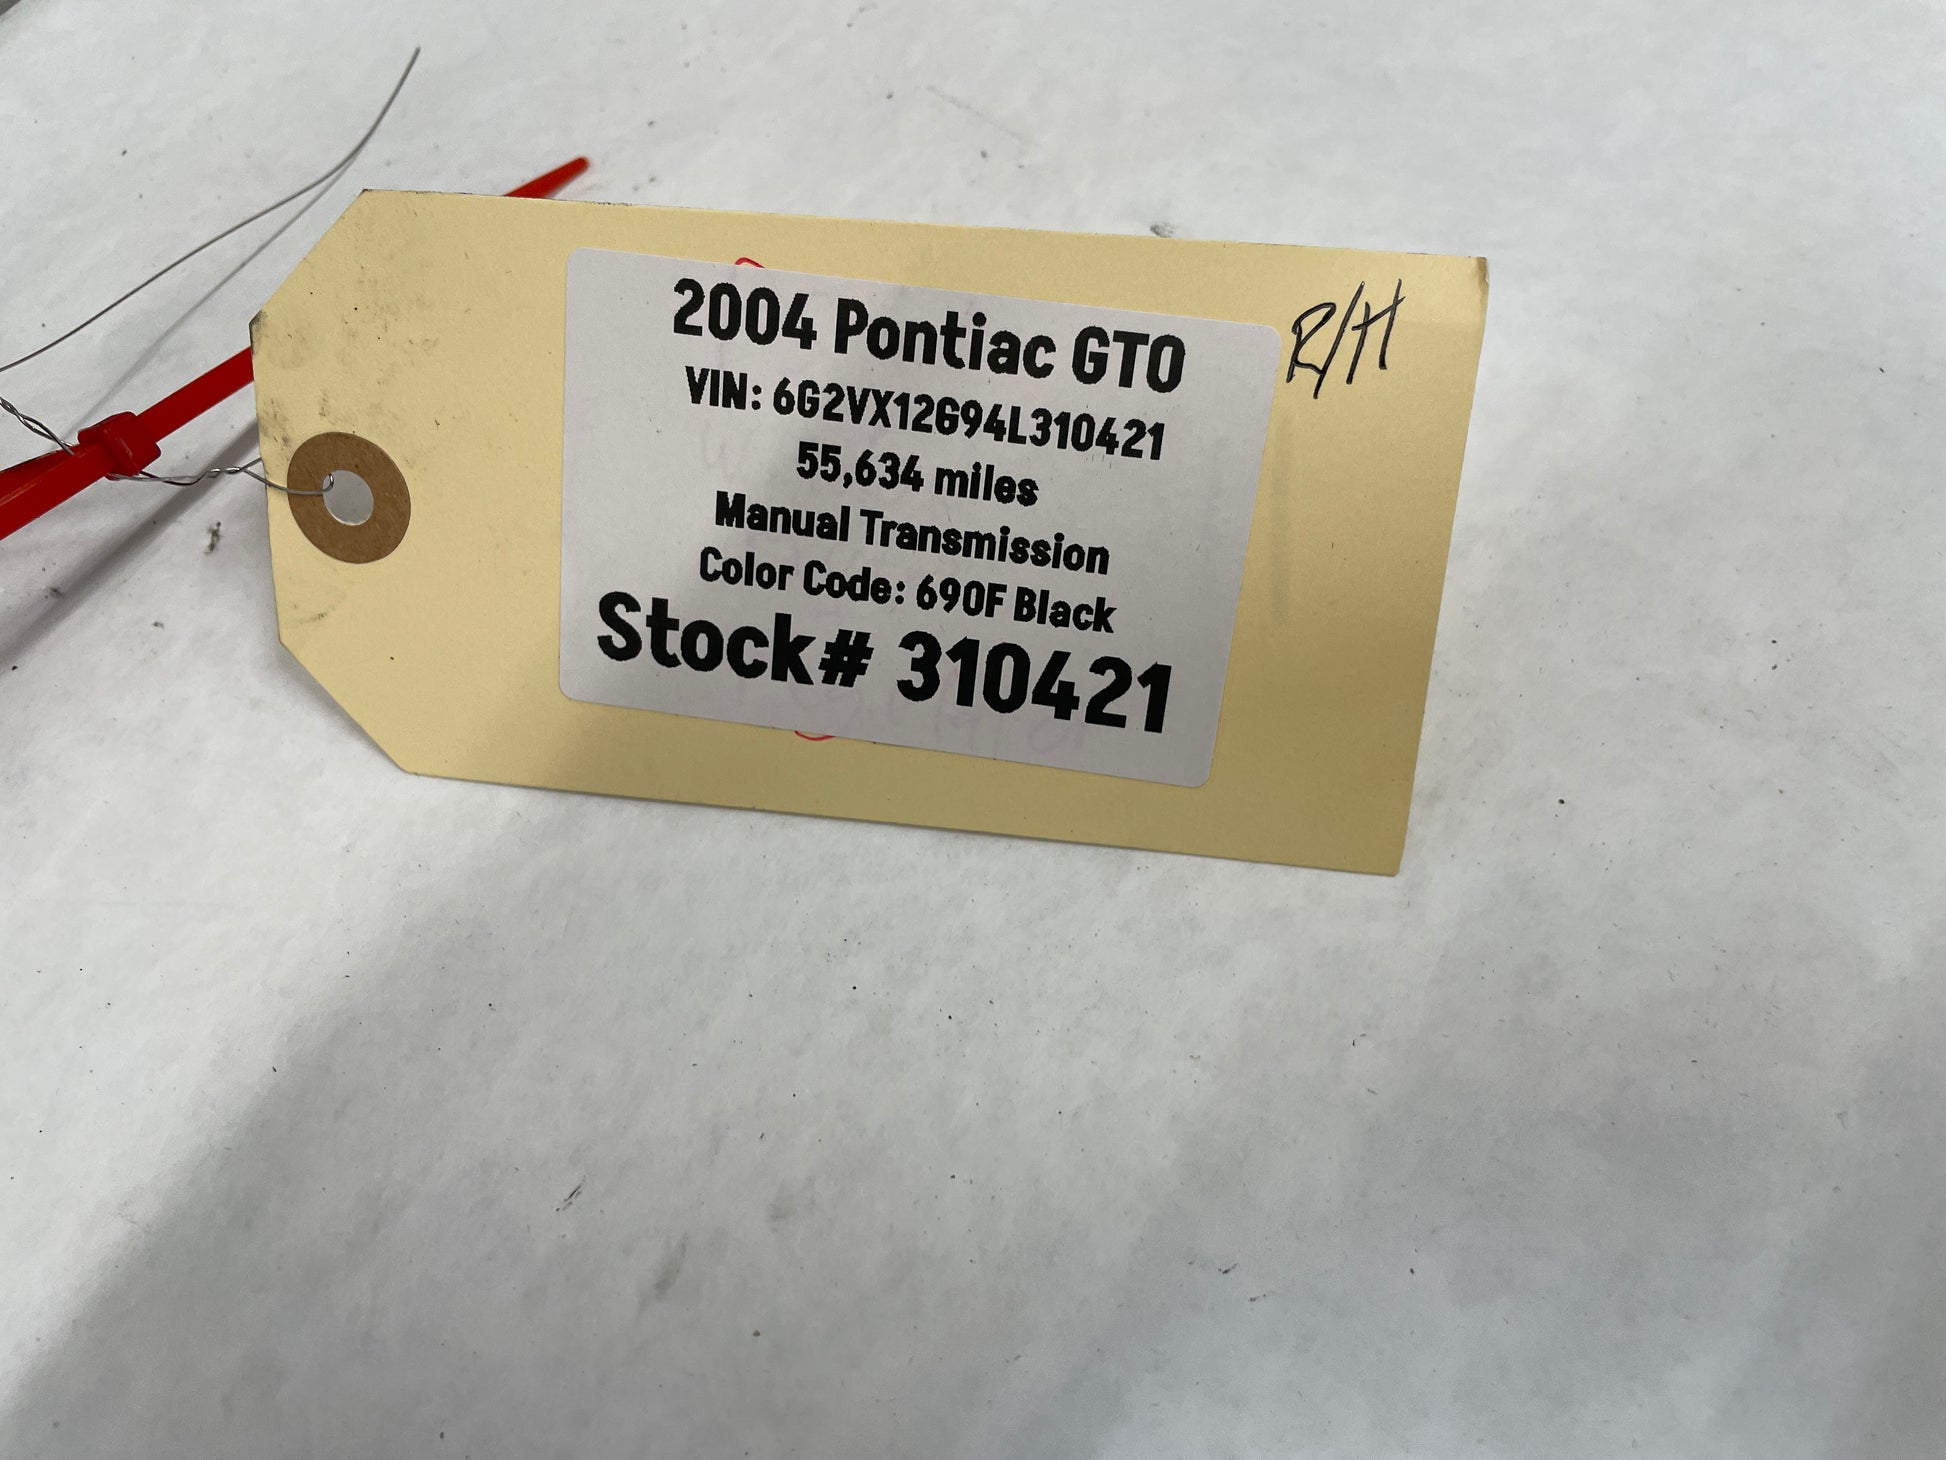 2004 Pontiac GTO
R/H
VIN: 6G2VX12G94L310421
55,634 miles
Manual Transmission
Color Code: 690F Black
Stock# 310421